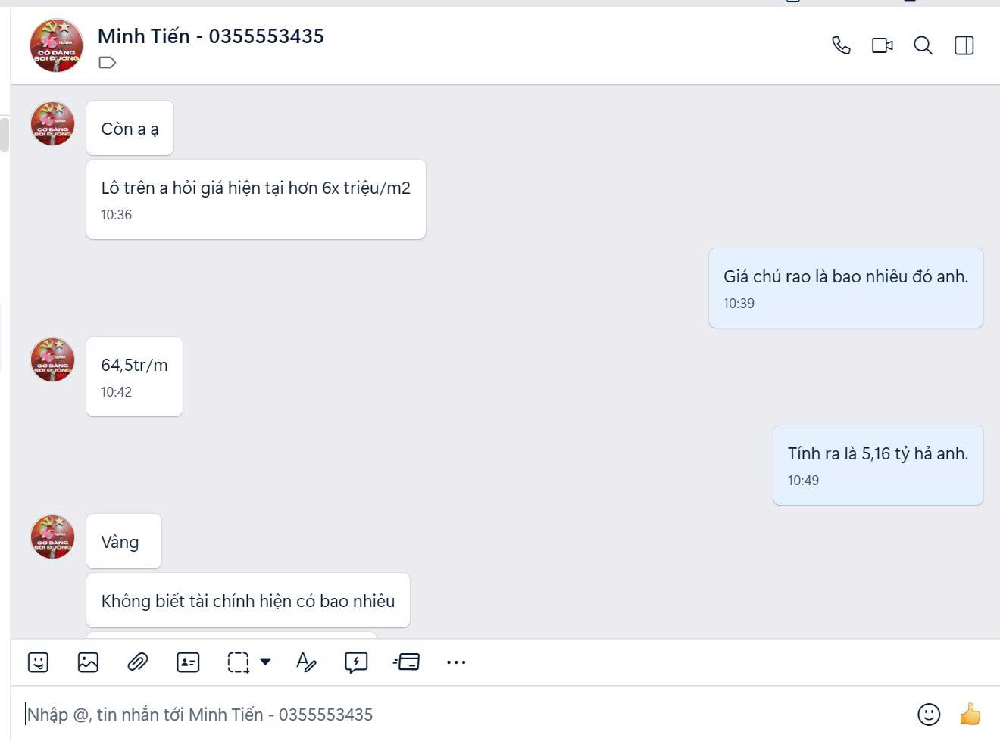 Minh Tiến - 0355553435
Còn a ạ
Lô trên a hỏi giá hiện tại hơn 6x triệu/m2
10:36
Giá chủ rao là bao nhiêu đó anh.
10:39
64,5tr/m
10:42
Tính ra là 5,16 tỷ hả anh.
10:49
Vâng
Không biết tài chính hiện có bao nhiêu
Nhập @, tin nhắn tới Minh Tiến - 0355553435